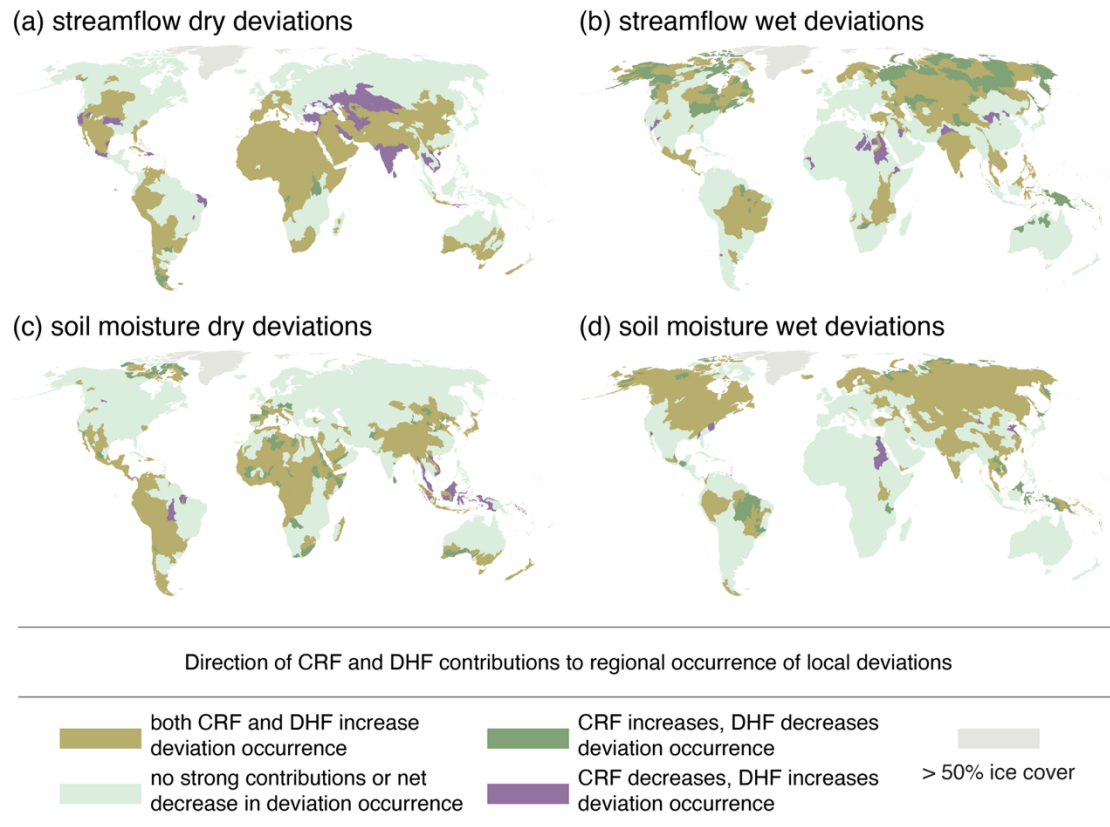 (a) streamflow dry deviations
(b) streamflow wet deviations
(c) soil moisture dry deviations
(d) soil moisture wet deviations
Direction of CRF and DHF contributions to regional occurrence of local deviations
both CRF and DHF increase
deviation occurrence
no strong contributions or net
decrease in deviation occurrence
CRF increases, DHF decreases
deviation occurrence
CRF decreases, DHF increases
deviation occurrence
> 50% ice cover